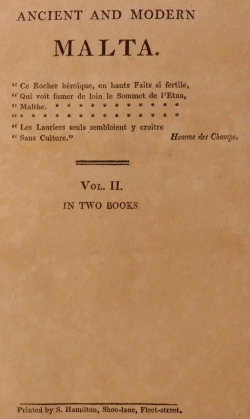 ANCIENT AND MODERN
MALTA.
" Ce Rocher hèroïque, en hauts Faits si fertile,
" Qui voit fumer de loin le Sommet de l'Etna,
" Malthe. * * * * * * * * * * *
" * * * * * * * * * * * * * *
" Les Lauriers seuls sembloient y croitre
" Sans Culture." Homme des Champs.
VOL. II.
IN TWO BOOKS.
Printed by S. Hamilton, Shoe-lane, Fleet-street.